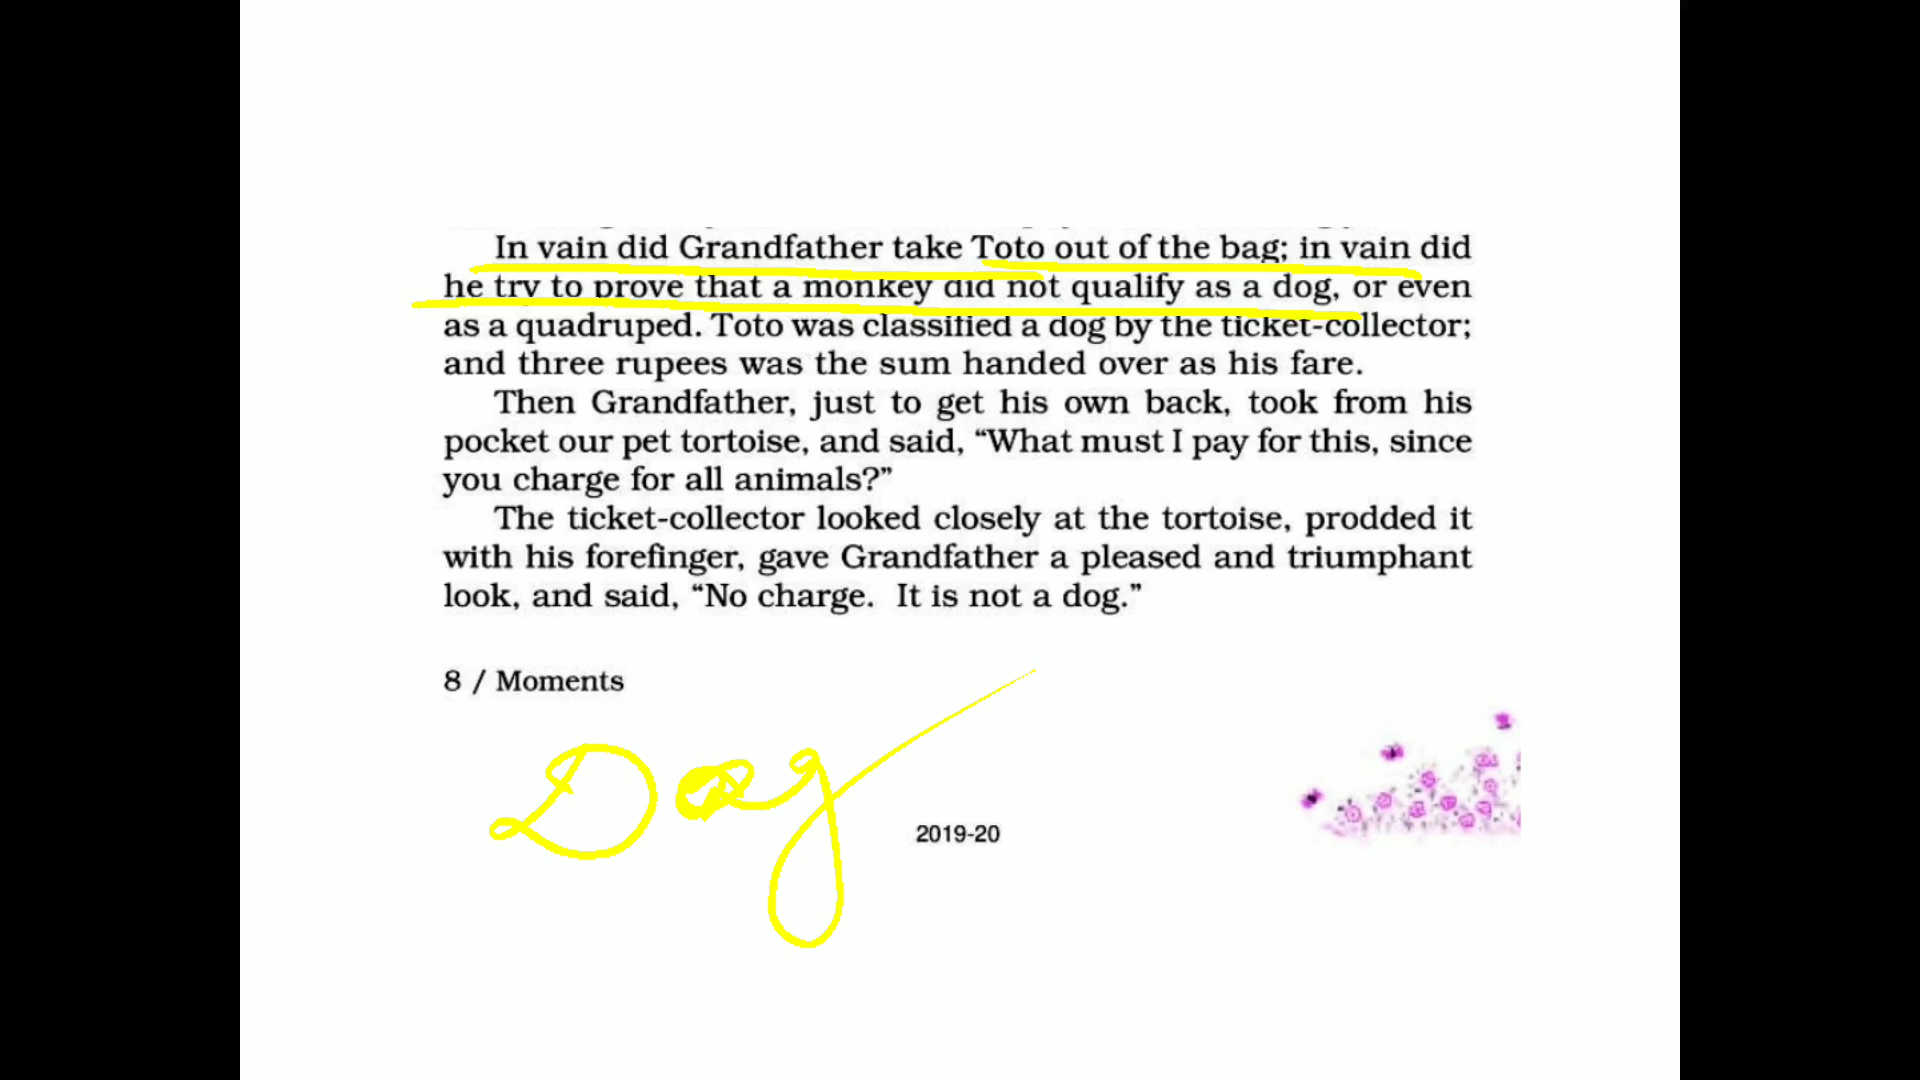 In vain did Grandfather take Toto out of the bag; in vain did
he try to prove that a monkey did not qualify as a dog, or even
as a quadruped. Toto was classified a dog by the ticket-collector;
and three rupees was the sum handed over as his fare.
Then Grandfather, just to get his own back, took from his
pocket our pet tortoise, and said, “What must I pay for this, since
you charge for all animals?”
The ticket-collector looked closely at the tortoise, prodded it
with his forefinger, gave Grandfather a pleased and triumphant
look, and said, “No charge. It is not a dog.”
8 / Moments
Dog
2019-20